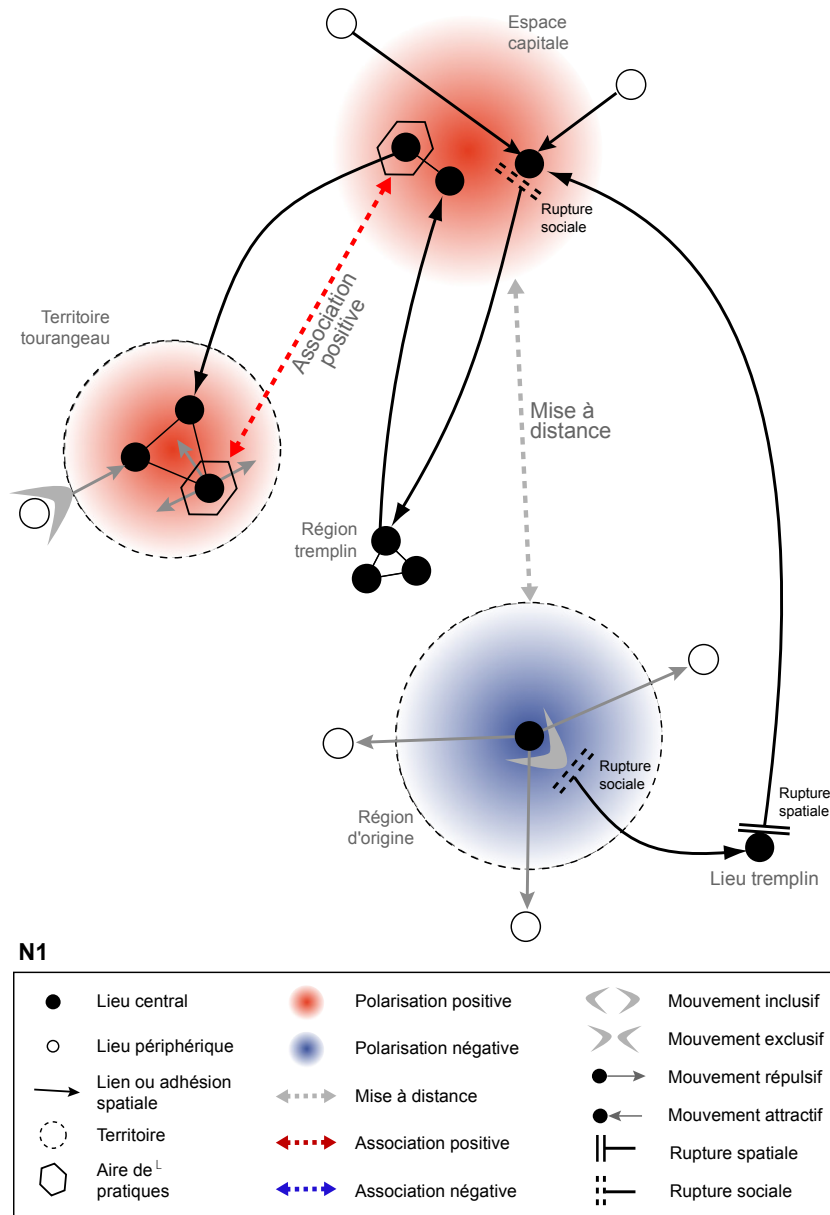 Espace
capitale
Rupture
sociale
Territoire
tourangeau
Association
positive
Mise à
distance
Région
tremplin
Rupture
sociale
Rupture
spatiale
Région
d'origine
Lieu tremplin
N1
Lieu central
Lieu périphérique
Lien ou adhésion
spatiale
Territoire
Aire de L
pratiques
Polarisation positive
Polarisation négative
Mise à distance
Association positive
Association négative
Mouvement inclusif
Mouvement exclusif
Mouvement répulsif
Mouvement attractif
Rupture spatiale
Rupture sociale